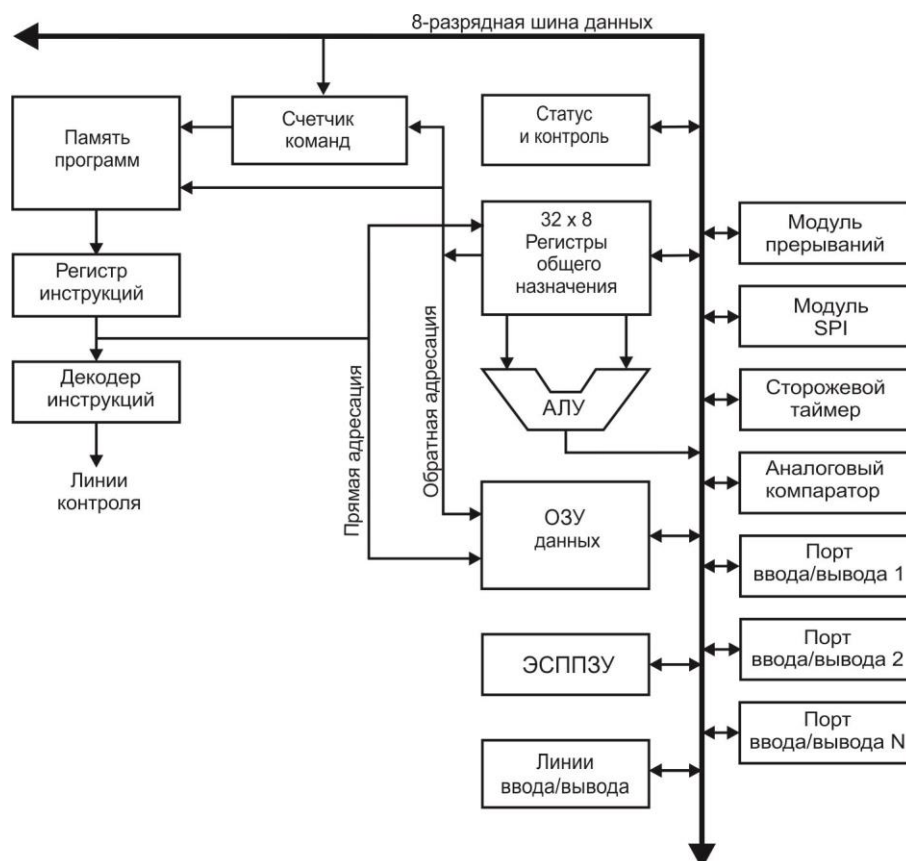 8-разрядная шина данных
Память
программ
Счетчик
команд
Статус
и контроль
Регистр
инструкций
32 x 8
Регистры
общего
назначения
Модуль
прерываний
Модуль
SPI
Декодер
инструкций
АЛУ
Сторожевой
таймер
Линии
контроля
Прямая адресация
Обратная адресация
Аналоговый
компаратор
ОЗУ
данных
Порт
ввода/вывода 1
ЭСППЗУ
Порт
ввода/вывода 2
Линии
ввода/вывода
Порт
ввода/вывода N